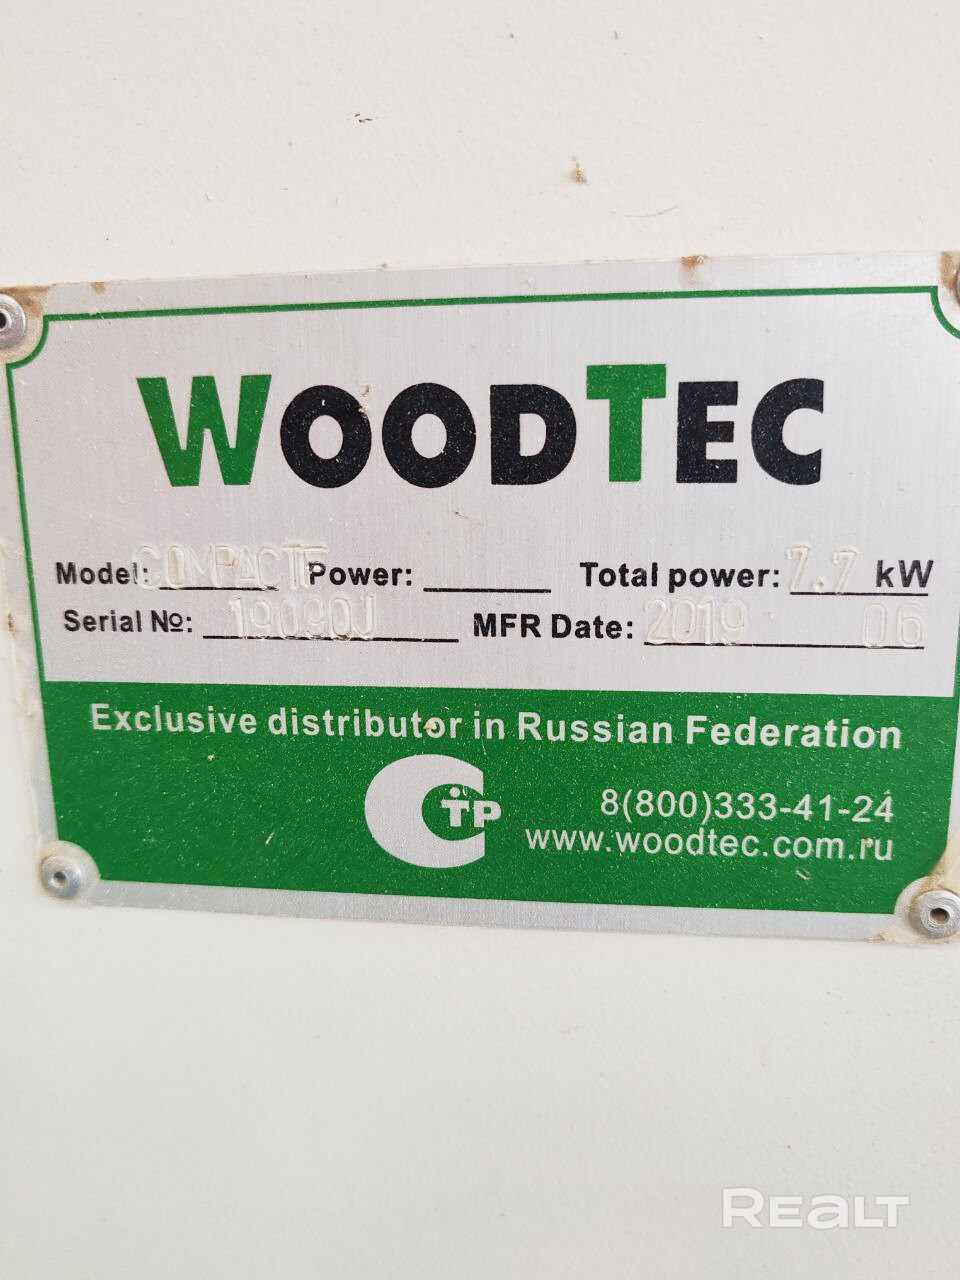 WOODTEC
Model: COMPACTE Power: Total power: 7.7 kW
Serial №: 19090J MFR Date: 2019 06
Exclusive distributor in Russian Federation
СТР 8(800)333-41-24
www.woodtec.com.ru
REALT